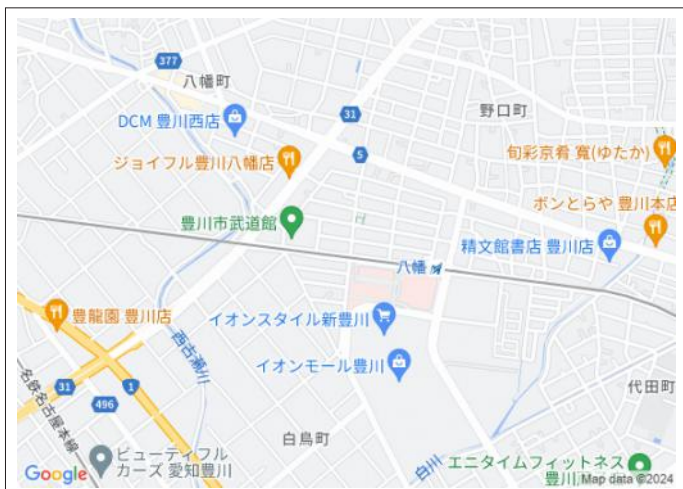 377
八幡町
野口町
DCM 豊川西店
31
5
旬彩京肴 寛(ゆたか)
ジョイフル豊川八幡店
ボンとらや 豊川本店
豊川市武道館
精文館書店 豊川店
八幡
豊龍園 豊川店
イオンスタイル新豊川
西古瀬川
イオンモール豊川
31
1
496
代田町
名鉄名古屋本線
白鳥町
白川
ビューティフル
カーズ 愛知豊川
エニタイムフィットネス
Google
Map data ©2024